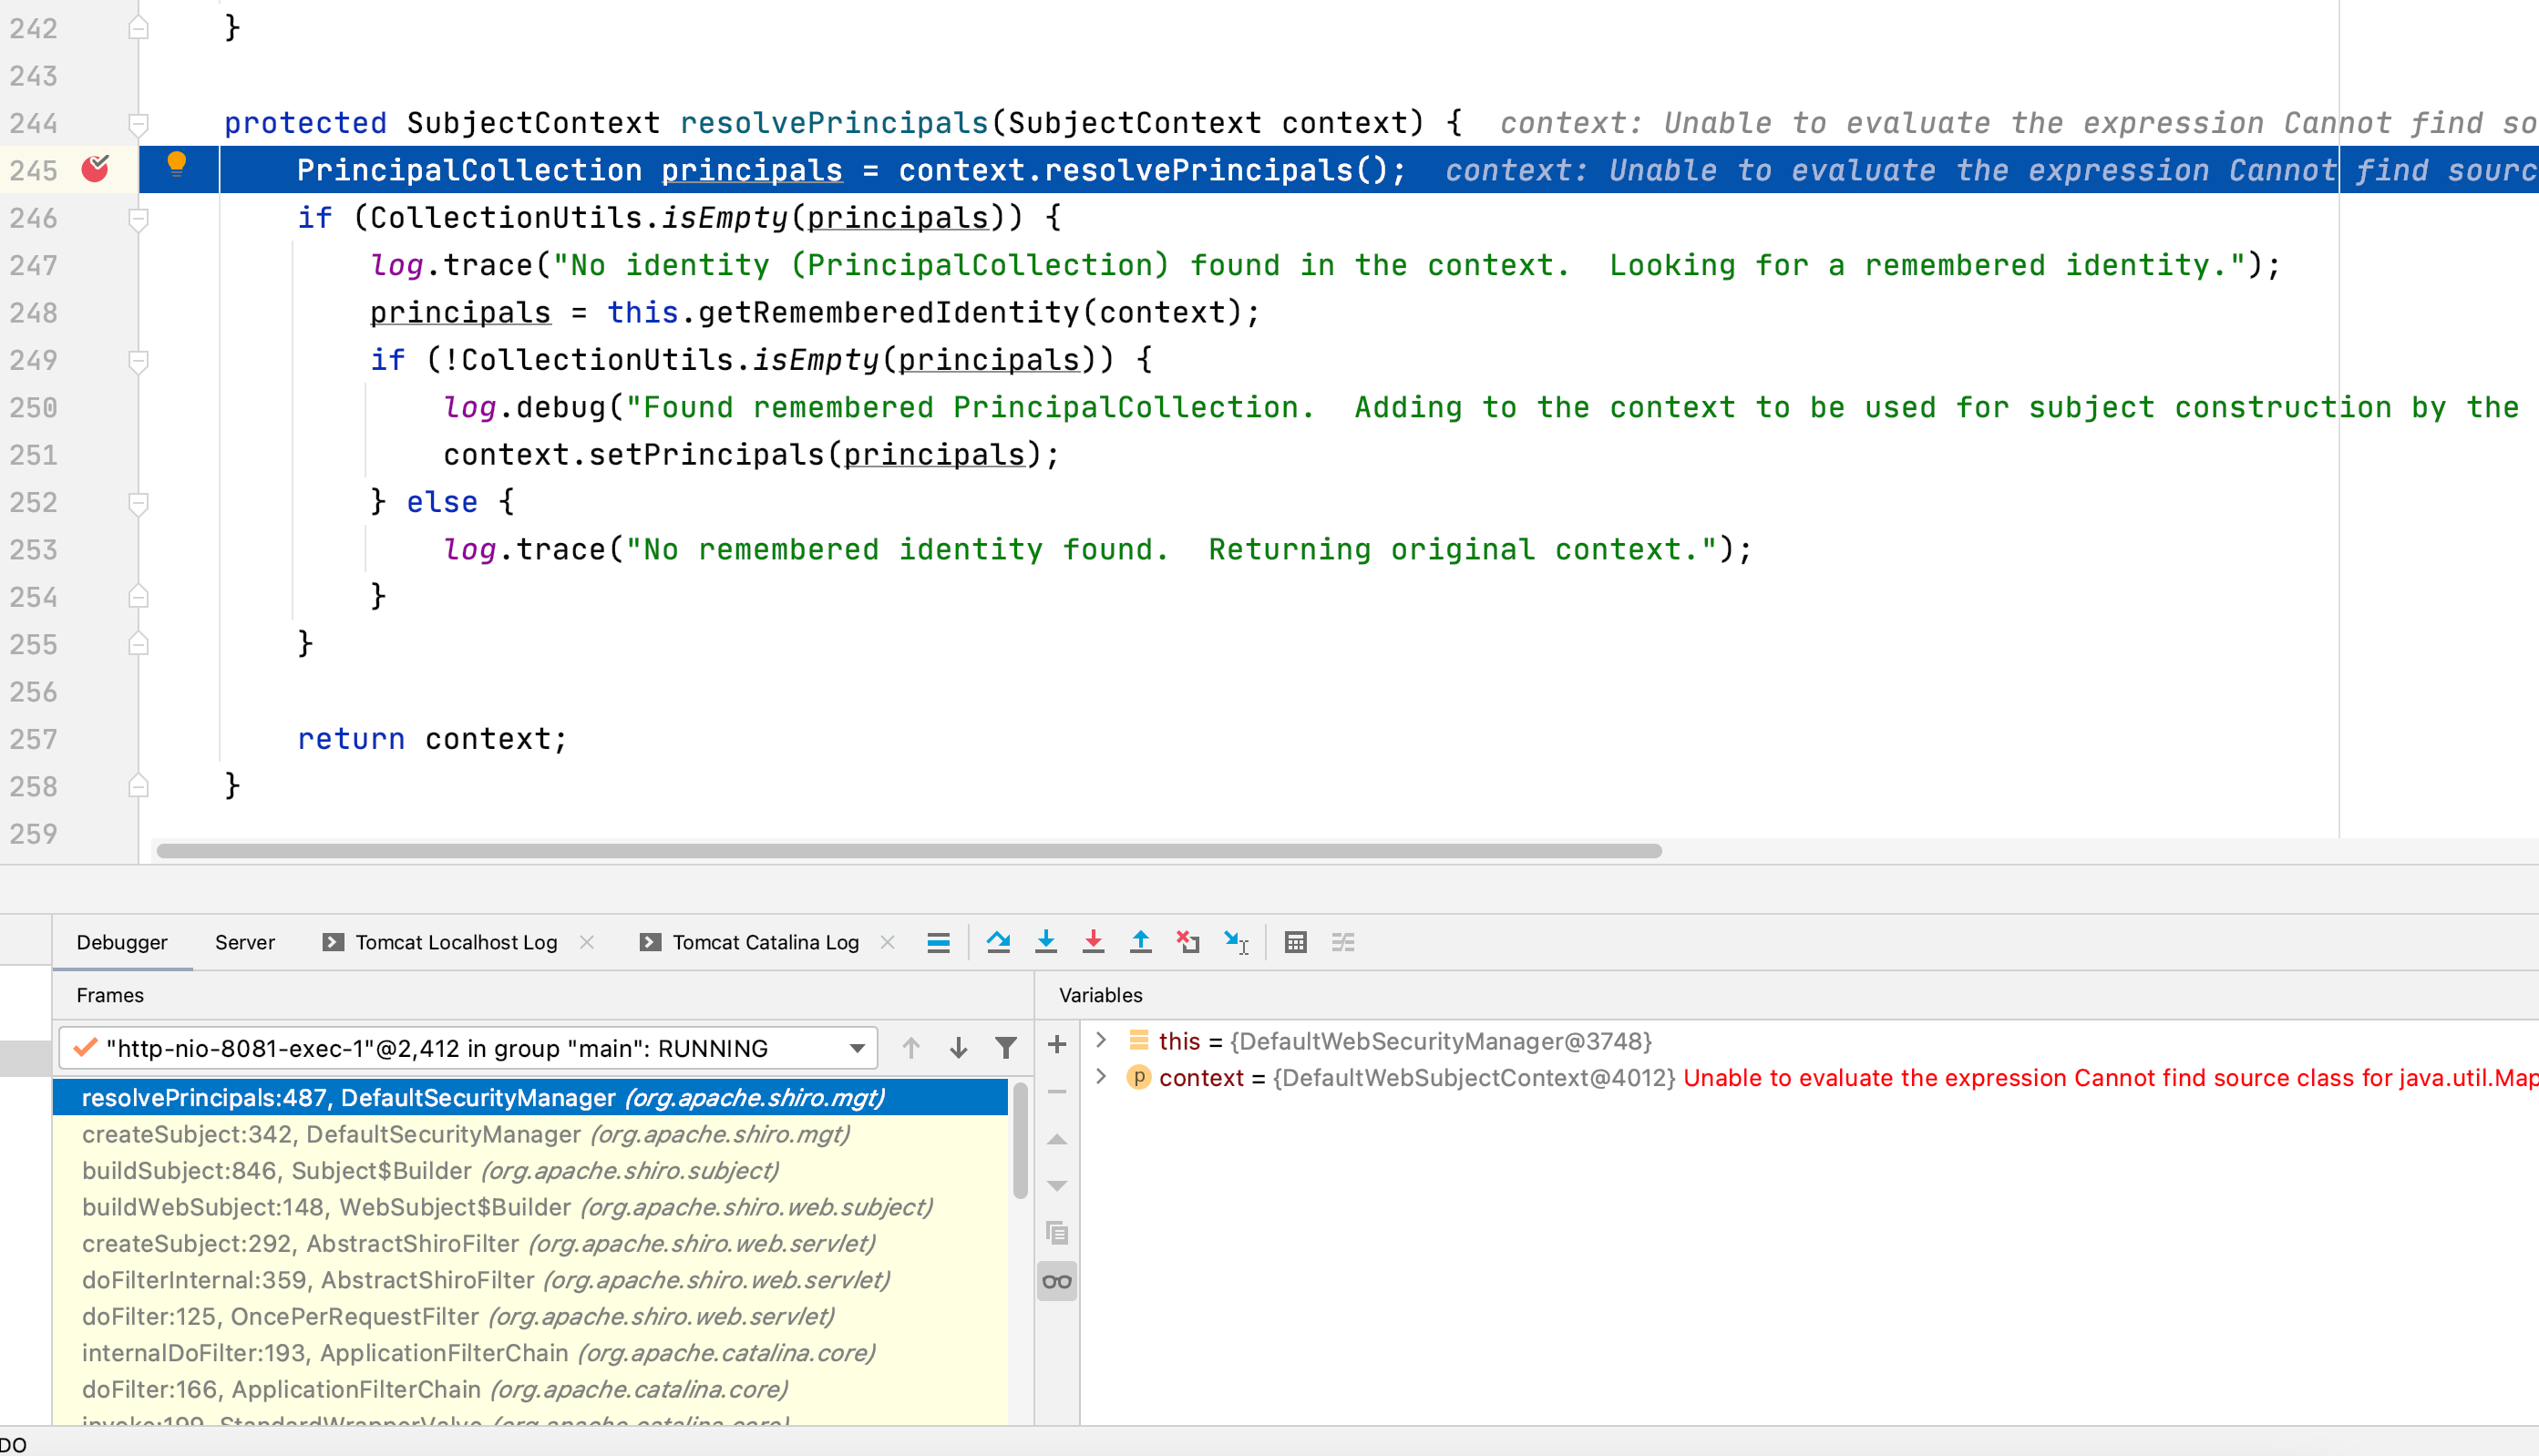 242 }
243
244 protected SubjectContext resolvePrincipals(SubjectContext context) { context: Unable to evaluate the expression Cannot find so
245 PrincipalCollection principals = context.resolvePrincipals(); context: Unable to evaluate the expression Cannot find sourc
246 if (CollectionUtils.isEmpty(principals)) {
247 log.trace("No identity (PrincipalCollection) found in the context.  Looking for a remembered identity.");
248 principals = this.getRememberedIdentity(context);
249 if (!CollectionUtils.isEmpty(principals)) {
250 log.debug("Found remembered PrincipalCollection.  Adding to the context to be used for subject construction by the
251 context.setPrincipals(principals);
252 } else {
253 log.trace("No remembered identity found.  Returning original context.");
254 }
255 }
256
257 return context;
258 }
259
Debugger Server Tomcat Localhost Log Tomcat Catalina Log
Frames
Variables
"http-nio-8081-exec-1"@2,412 in group "main": RUNNING
this = {DefaultWebSecurityManager@3748}
p context = {DefaultWebSubjectContext@4012} Unable to evaluate the expression Cannot find source class for java.util.Map
resolvePrincipals:487, DefaultSecurityManager (org.apache.shiro.mgt)
createSubject:342, DefaultSecurityManager (org.apache.shiro.mgt)
buildSubject:846, Subject$Builder (org.apache.shiro.subject)
buildWebSubject:148, WebSubject$Builder (org.apache.shiro.web.subject)
createSubject:292, AbstractShiroFilter (org.apache.shiro.web.servlet)
doFilterInternal:359, AbstractShiroFilter (org.apache.shiro.web.servlet)
doFilter:125, OncePerRequestFilter (org.apache.shiro.web.servlet)
internalDoFilter:193, ApplicationFilterChain (org.apache.catalina.core)
doFilter:166, ApplicationFilterChain (org.apache.catalina.core)
invoke:199, StandardWrapperValve (org.apache.catalina.core)
DO